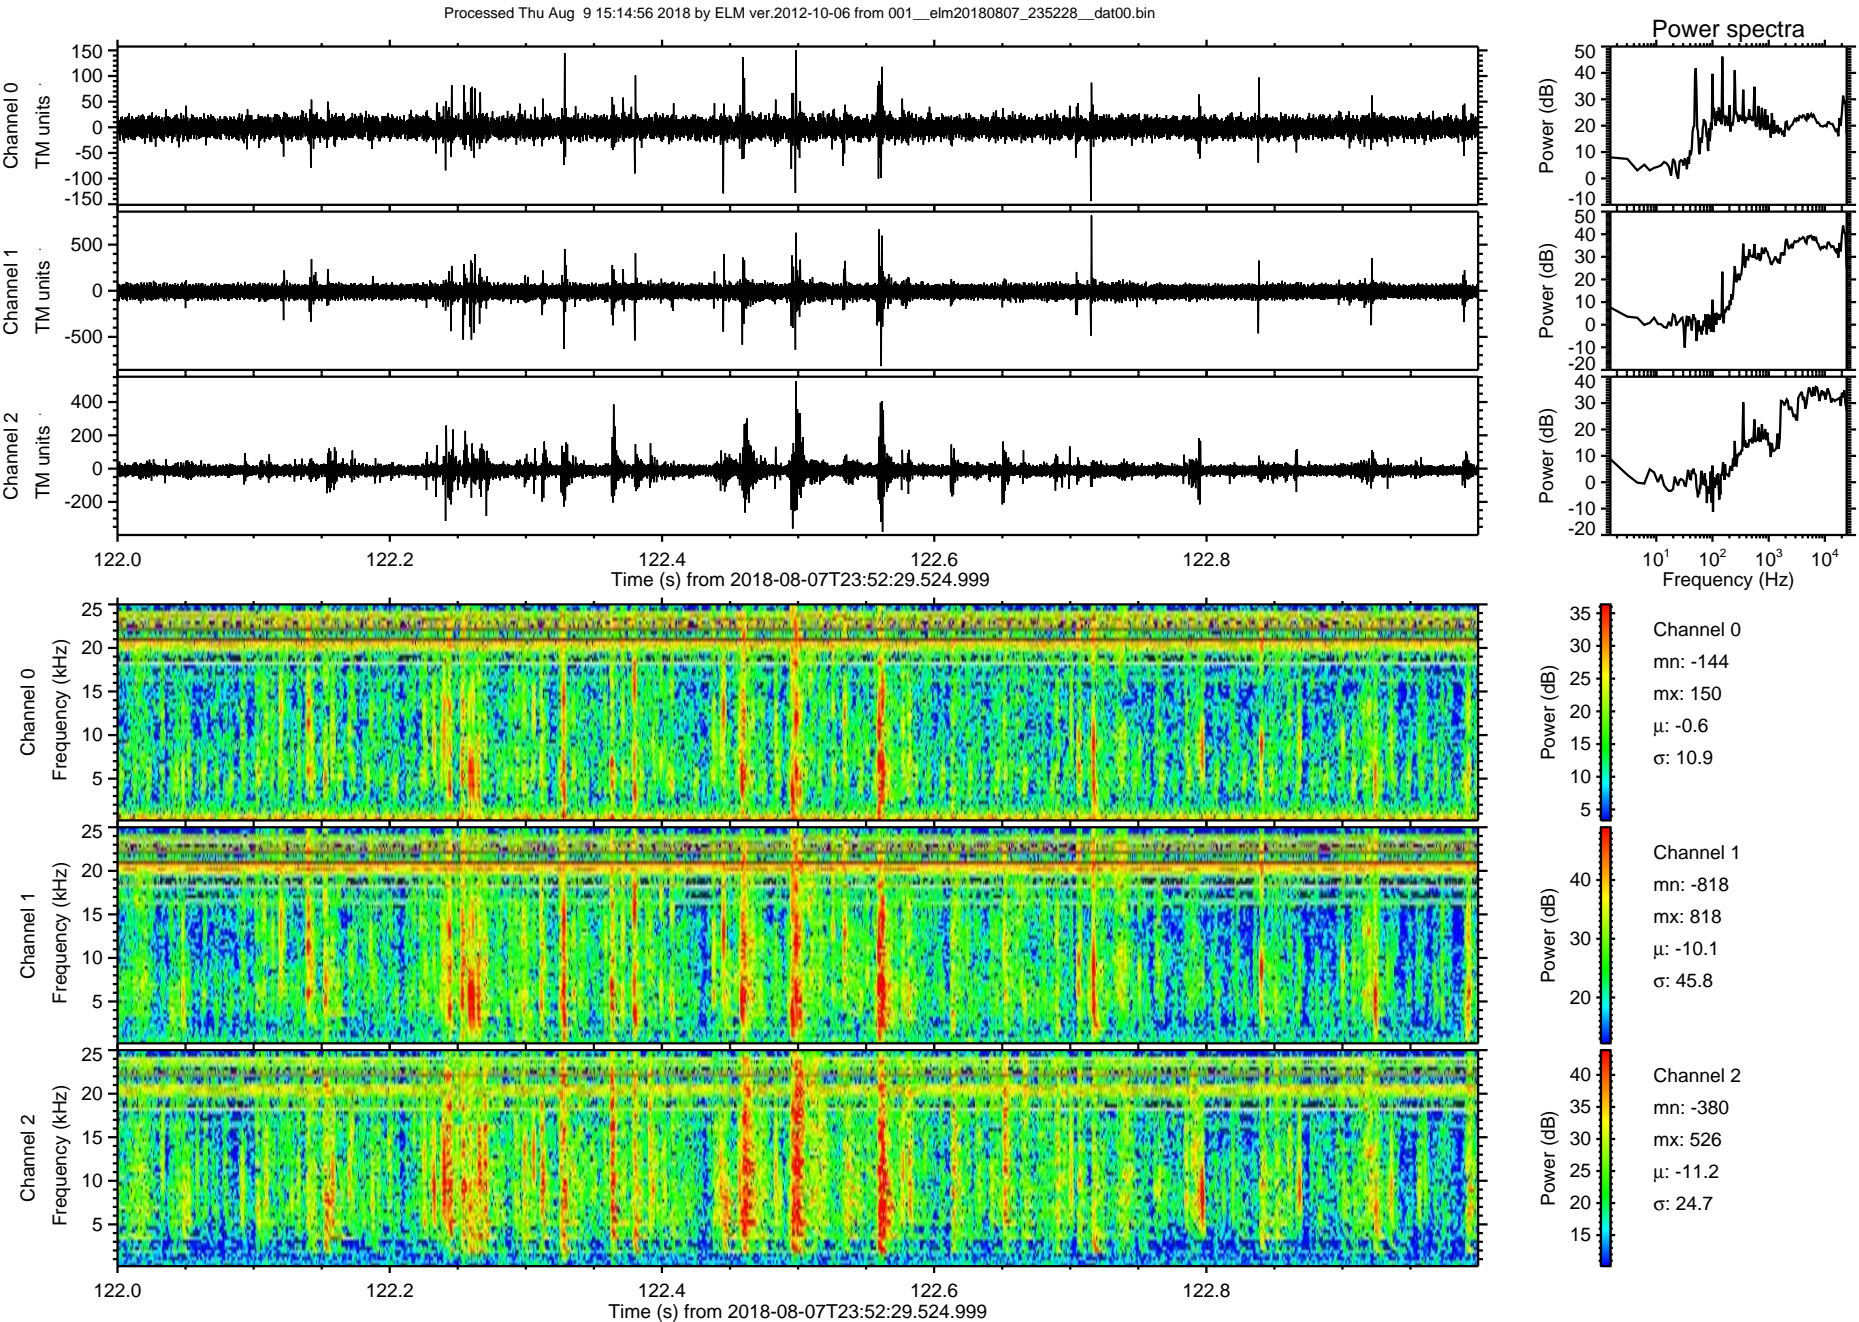 Processed Thu Aug  9 15:14:56 2018 by ELM ver.2012-10-06 from 001__elm20180807_235228__dat00.bin
Power spectra
Channel 0
TM units
150
100
50
0
-50
-100
-150
Power (dB)
50
40
30
20
10
0
-10
Channel 1
TM units
500
0
-500
Power (dB)
50
40
30
20
10
0
-10
-20
Channel 2
TM units
400
200
0
-200
Power (dB)
40
30
20
10
0
-10
-20
122.0 122.2 122.4 122.6 122.8
Time (s) from 2018-08-07T23:52:29.524.999
10¹ 10² 10³ 10⁴
Frequency (Hz)
Channel 0
Frequency (kHz)
25
20
15
10
5
Power (dB)
35
30
25
20
15
10
5
Channel 0
mn: -144
mx: 150
μ: -0.6
σ: 10.9
Channel 1
Frequency (kHz)
25
20
15
10
5
Power (dB)
40
30
20
Channel 1
mn: -818
mx: 818
μ: -10.1
σ: 45.8
Channel 2
Frequency (kHz)
25
20
15
10
5
Power (dB)
40
35
30
25
20
15
Channel 2
mn: -380
mx: 526
μ: -11.2
σ: 24.7
122.0 122.2 122.4 122.6 122.8
Time (s) from 2018-08-07T23:52:29.524.999